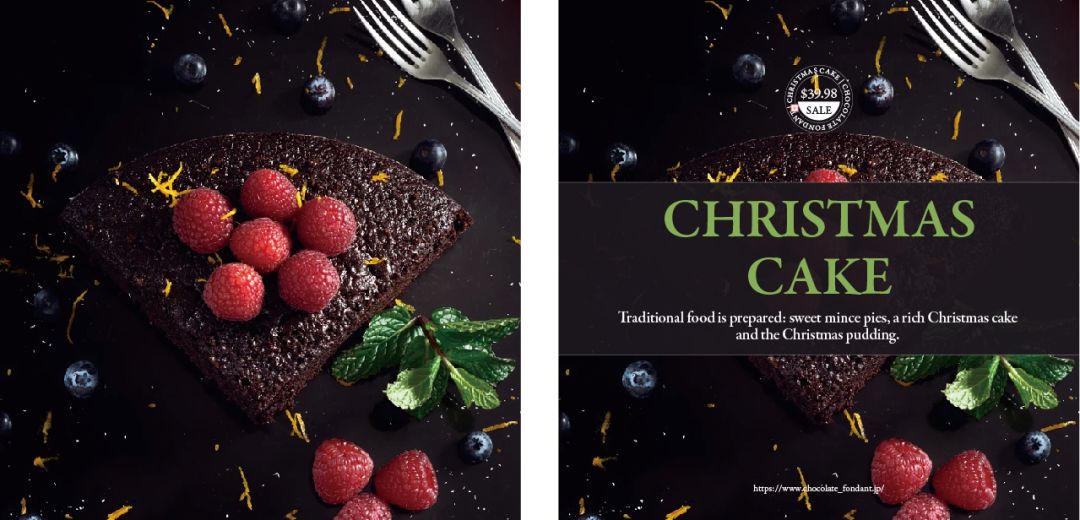 CHRISTMAS CAKE | CHOCOLATE FONDANT
$39.98
SALE
CHRISTMAS
CAKE
Traditional food is prepared: sweet mince pies, a rich Christmas cake
and the Christmas pudding.
https://www.chocolate_fondant.jp/